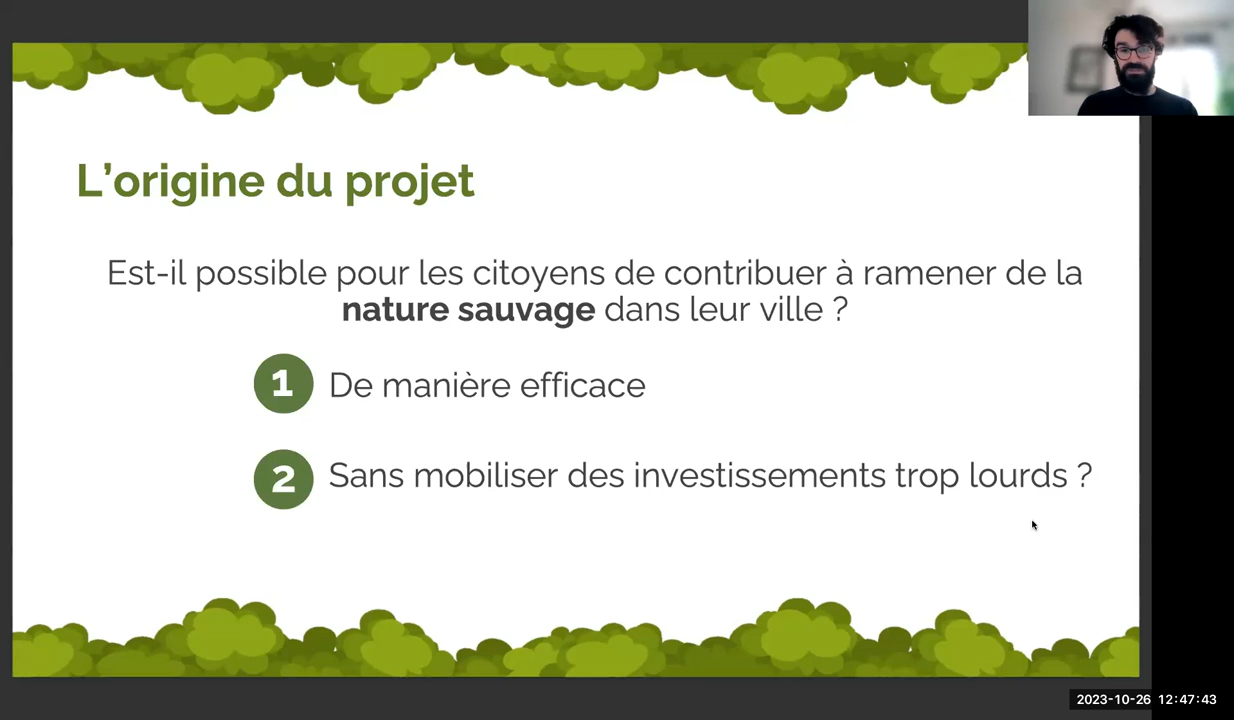 L’origine du projet
Est-il possible pour les citoyens de contribuer à ramener de la
nature sauvage dans leur ville ?
1 De manière efficace
2 Sans mobiliser des investissements trop lourds ?
2023-10-26 12:47:43